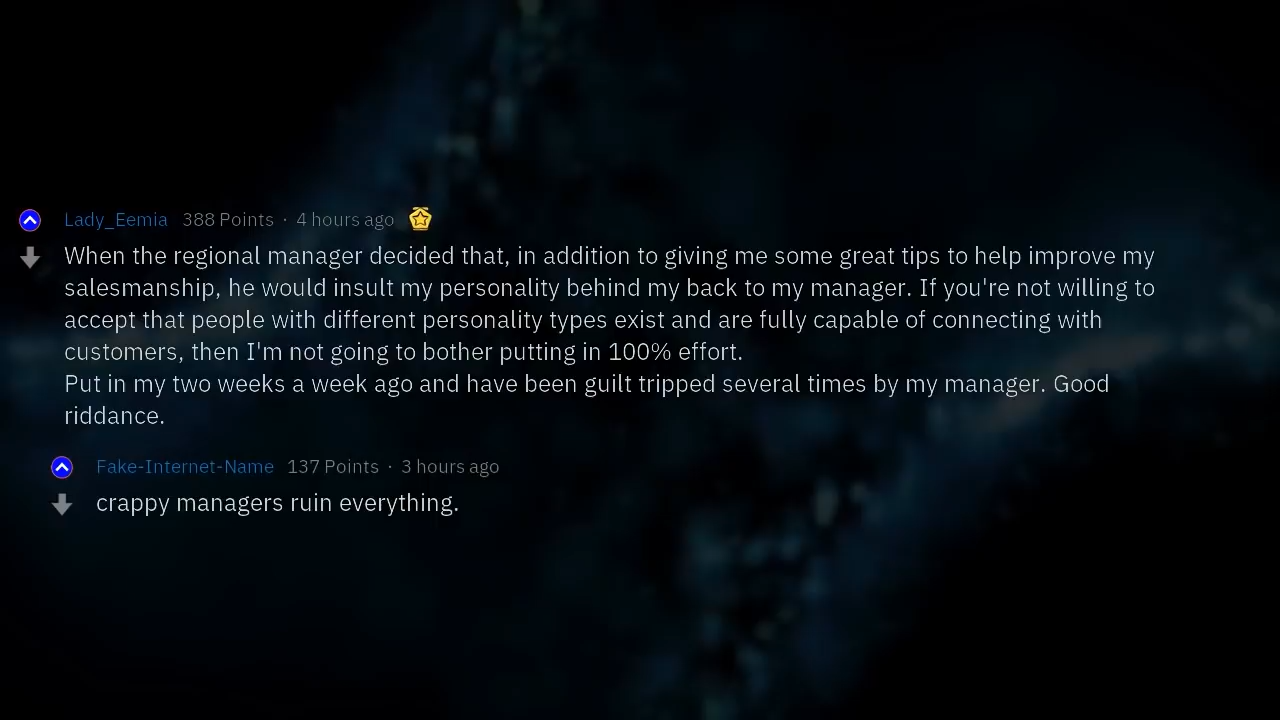 Lady_Eemia 388 Points · 4 hours ago
When the regional manager decided that, in addition to giving me some great tips to help improve my
salesmanship, he would insult my personality behind my back to my manager. If you're not willing to
accept that people with different personality types exist and are fully capable of connecting with
customers, then I'm not going to bother putting in 100% effort.
Put in my two weeks a week ago and have been guilt tripped several times by my manager. Good
riddance.
Fake-Internet-Name 137 Points · 3 hours ago
crappy managers ruin everything.